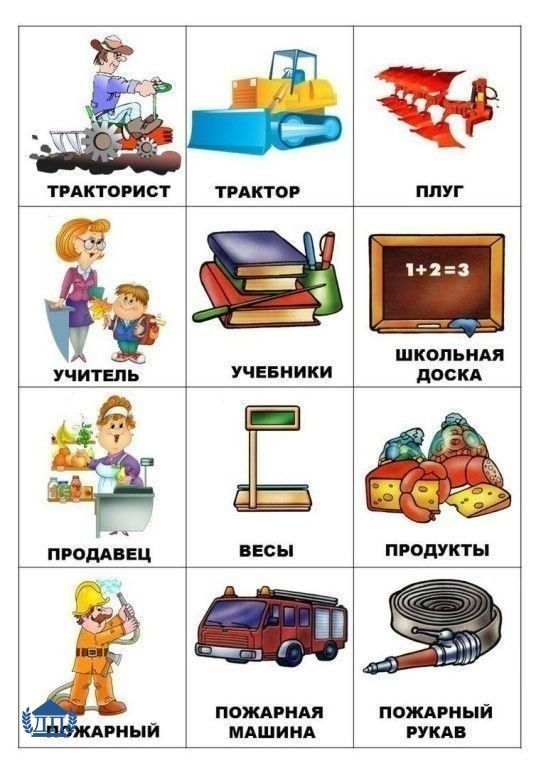 ТРАКТОРИСТ
ТРАКТОР
ПЛУГ
УЧИТЕЛЬ
УЧЕБНИКИ
1+2=3
ШКОЛЬНАЯ
ДОСКА
ПРОДАВЕЦ
ВЕСЫ
ПРОДУКТЫ
ПОЖАРНЫЙ
ПОЖАРНАЯ
МАШИНА
ПОЖАРНЫЙ
РУКАВ